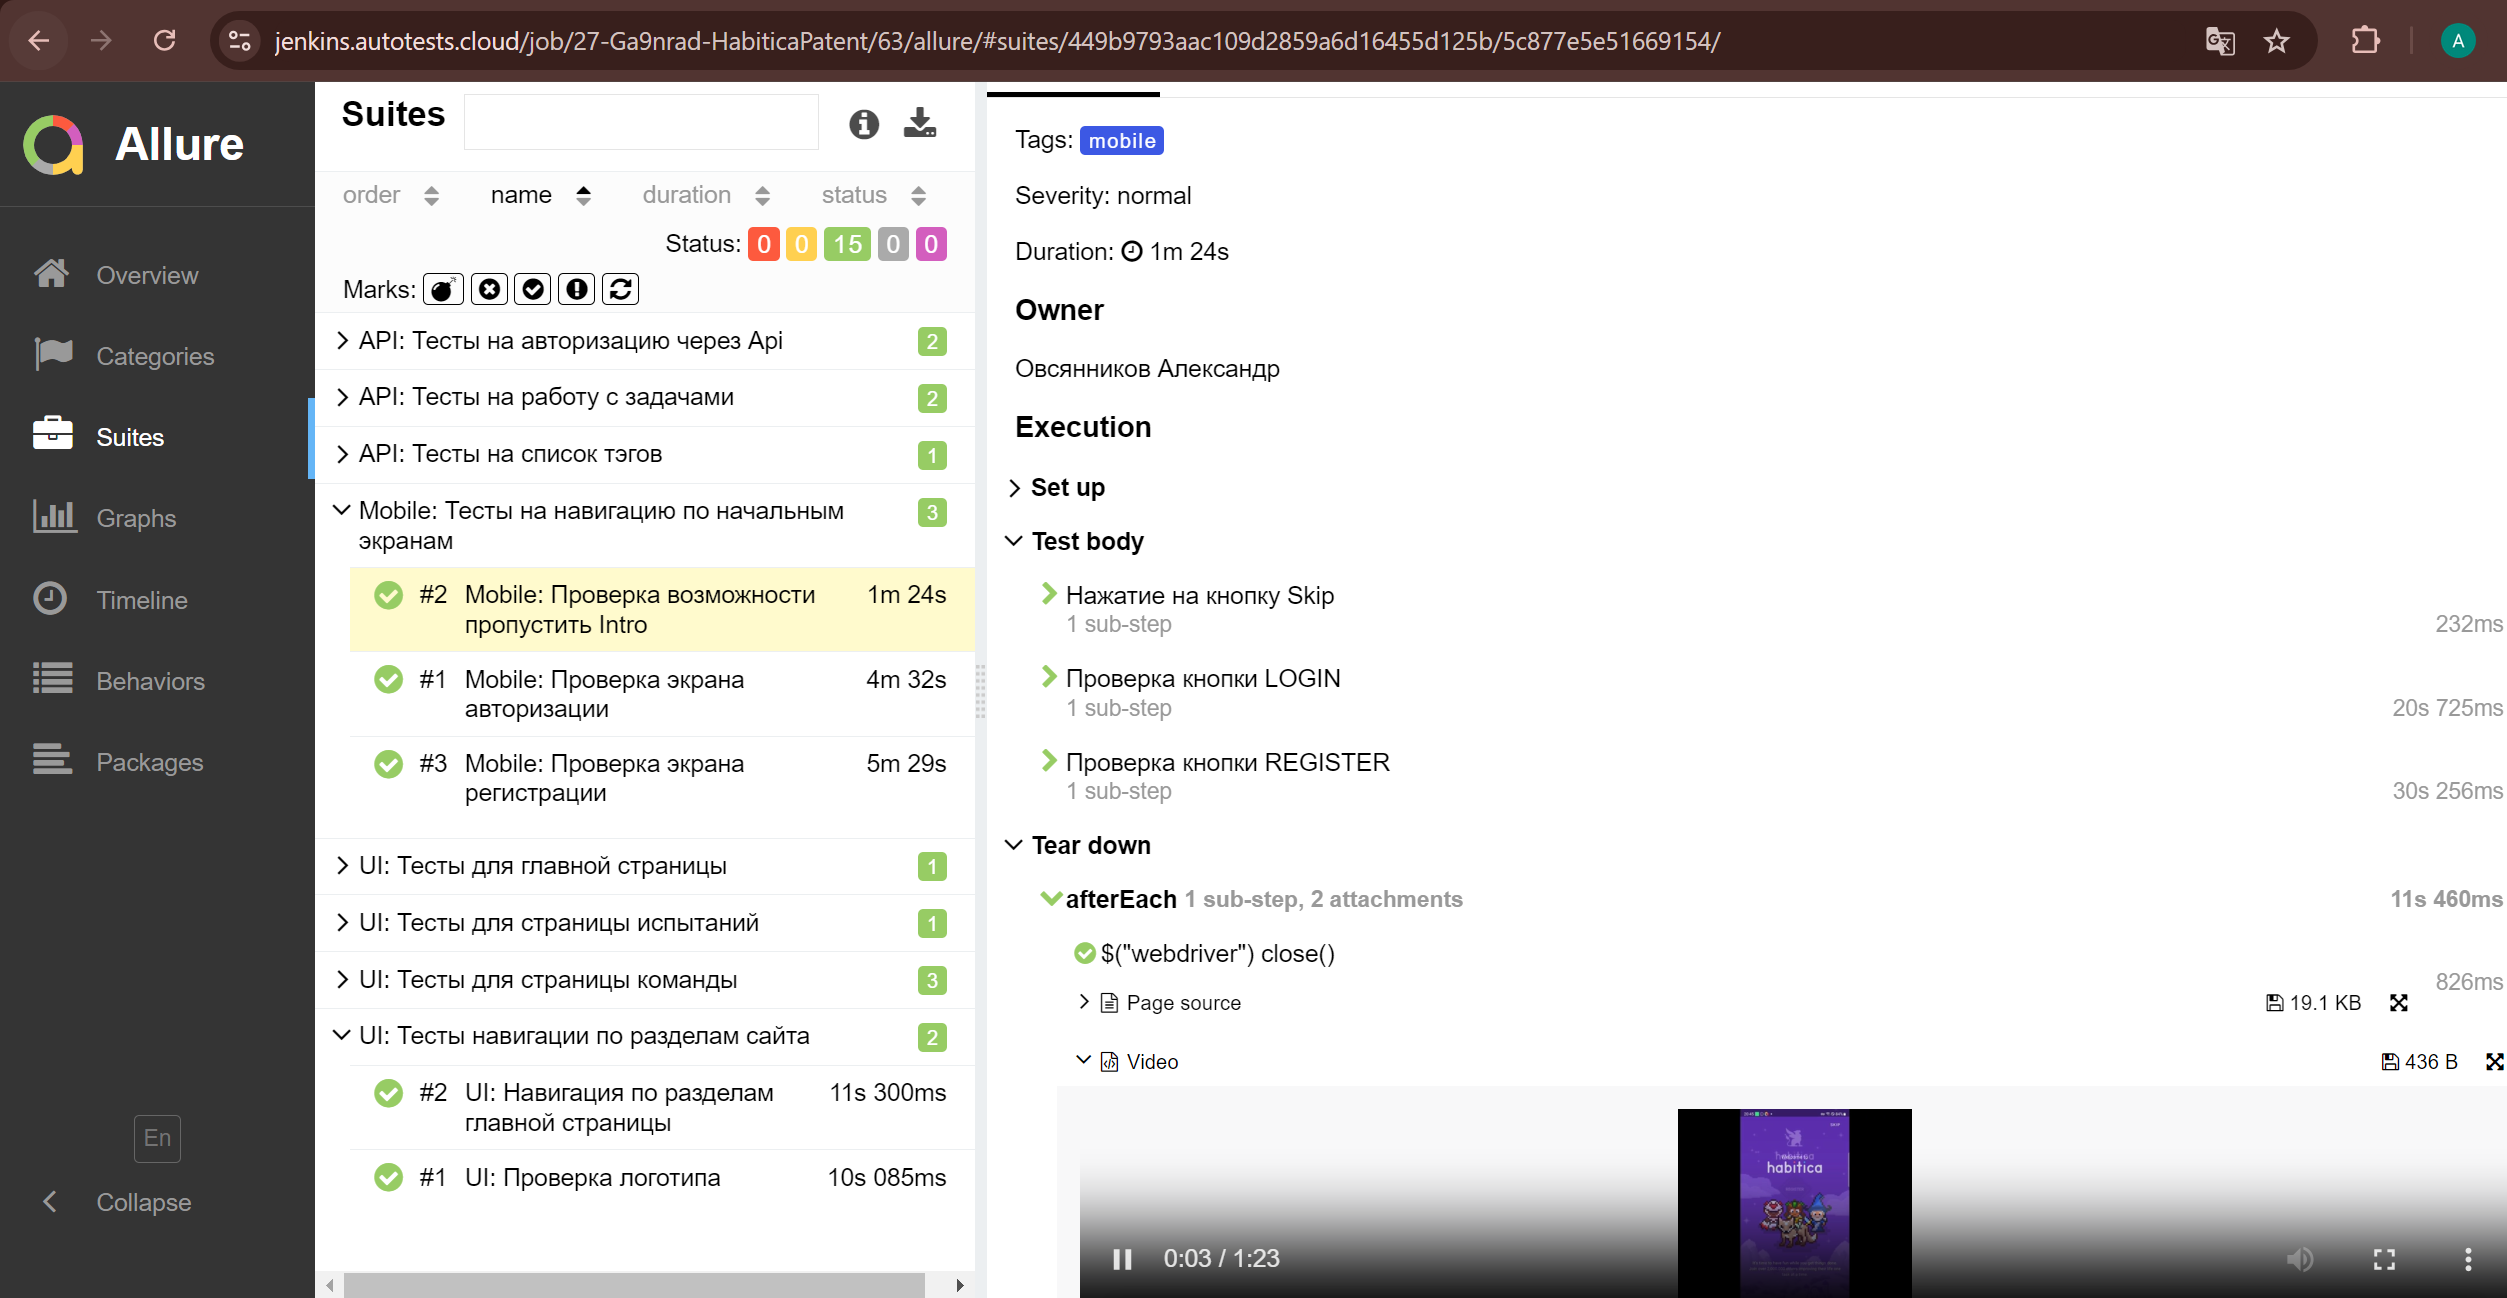 jenkins.autotests.cloud/job/27-Ga9nrad-HabiticaPatent/63/allure/#suites/449b9793aac109d2859a6d16455d125b/5c877e5e51669154/
A
Allure
Overview
Categories
Suites
Graphs
Timeline
Behaviors
Packages
En
Collapse
Suites
order name duration status
Status: 0 0 15 0 0
Marks:
API: Тесты на авторизацию через Api 2
API: Тесты на работу с задачами 2
API: Тесты на список тэгов 1
Mobile: Тесты на навигацию по начальным 3
экранам
#2 Mobile: Проверка возможности 1m 24s
пропустить Intro
#1 Mobile: Проверка экрана 4m 32s
авторизации
#3 Mobile: Проверка экрана 5m 29s
регистрации
UI: Тесты для главной страницы 1
UI: Тесты для страницы испытаний 1
UI: Тесты для страницы команды 3
UI: Тесты навигации по разделам сайта 2
#2 UI: Навигация по разделам 11s 300ms
главной страницы
#1 UI: Проверка логотипа 10s 085ms
Tags: mobile
Severity: normal
Duration: 1m 24s
Owner
Овсянников Александр
Execution
Set up
Test body
Нажатие на кнопку Skip
1 sub-step 232ms
Проверка кнопки LOGIN
1 sub-step 20s 725ms
Проверка кнопки REGISTER
1 sub-step 30s 256ms
Tear down
afterEach 1 sub-step, 2 attachments 11s 460ms
$("webdriver") close()
826ms
Page source 19.1 KB
Video 436 B
habitica
0:03 / 1:23